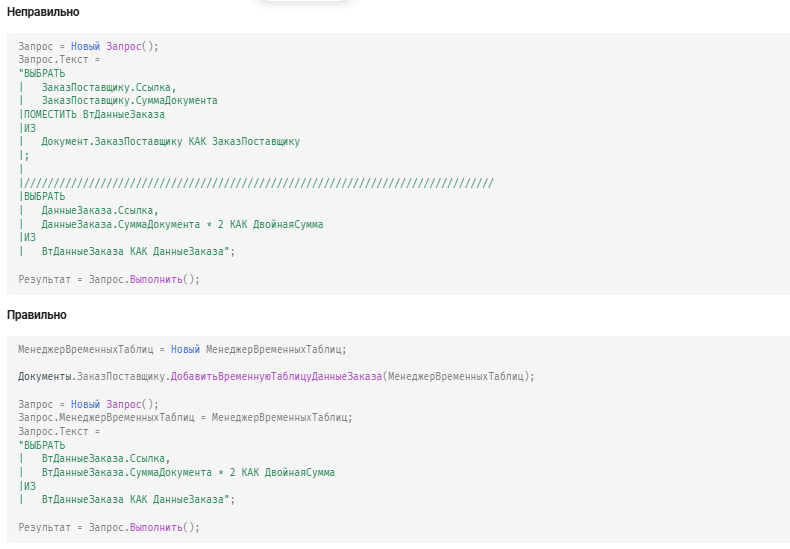 Неправильно
Запрос = Новый Запрос();
Запрос.Текст =
"ВЫБРАТЬ
|   ЗаказПоставщику.Ссылка,
|   ЗаказПоставщику.СуммаДокумента
|ПОМЕСТИТЬ ВтДанныеЗаказа
|ИЗ
|   Документ.ЗаказПоставщику КАК ЗаказПоставщику
|;
|
|////////////////////////////////////////////////////////////////////////////////
|ВЫБРАТЬ
|   ДанныеЗаказа.Ссылка,
|   ДанныеЗаказа.СуммаДокумента * 2 КАК ДвойнаяСумма
|ИЗ
|   ВтДанныеЗаказа КАК ДанныеЗаказа";
Результат = Запрос.Выполнить();
Правильно
МенеджерВременныхТаблиц = Новый МенеджерВременныхТаблиц;
Документы.ЗаказПоставщику.ДобавитьВременнуюТаблицуДанныеЗаказа(МенеджерВременныхТаблиц);
Запрос = Новый Запрос();
Запрос.МенеджерВременныхТаблиц = МенеджерВременныхТаблиц;
Запрос.Текст =
"ВЫБРАТЬ
|   ВтДанныеЗаказа.Ссылка,
|   ВтДанныеЗаказа.СуммаДокумента * 2 КАК ДвойнаяСумма
|ИЗ
|   ВтДанныеЗаказа КАК ДанныеЗаказа";
Результат = Запрос.Выполнить();